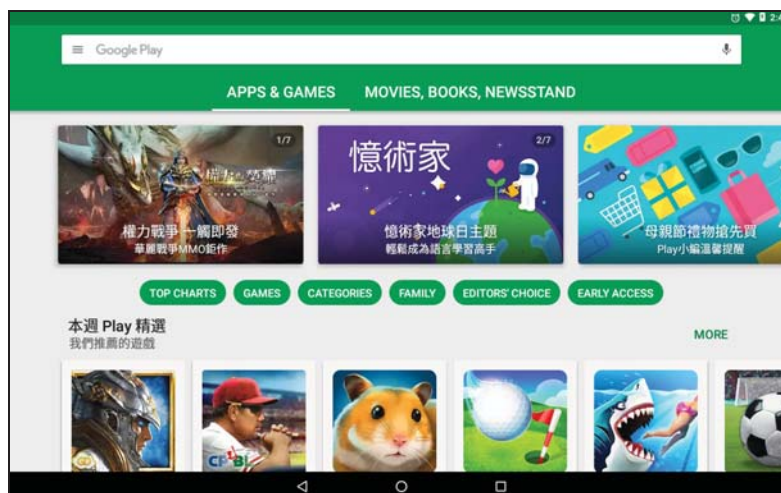 Google Play
APPS & GAMES
MOVIES, BOOKS, NEWSSTAND
1/7
權力戰爭 一觸即發
華麗戰爭MMO鉅作
2/7
憶術家
憶術家地球日主題
輕鬆成為語言學習高手
母親節禮物搶先買
Play小編溫馨提醒
TOP CHARTS
GAMES
CATEGORIES
FAMILY
EDITORS' CHOICE
EARLY ACCESS
本週 Play 精選
我們推薦的遊戲
MORE
CPBL